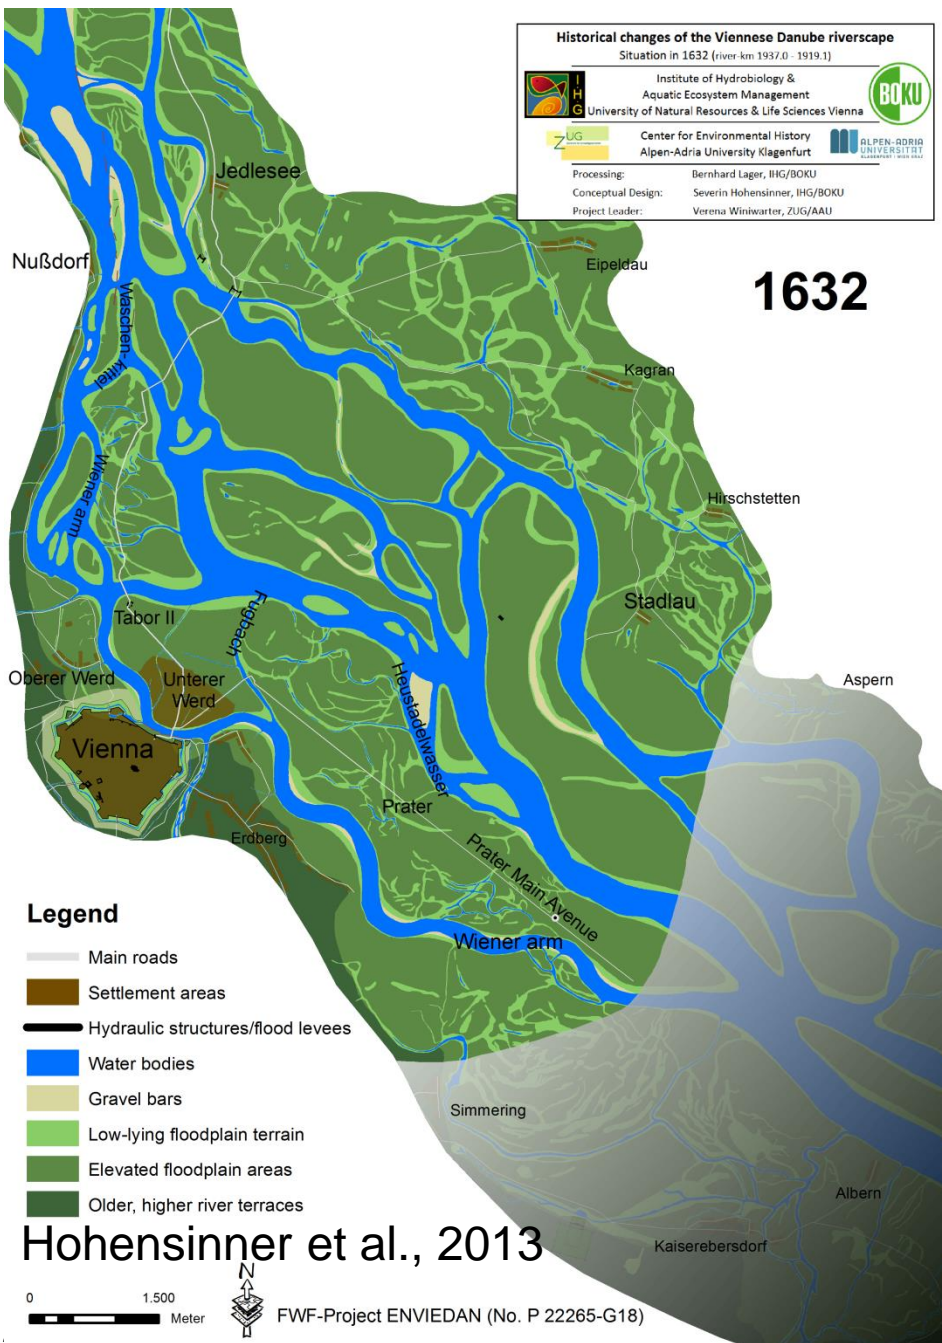 Historical changes of the Viennese Danube riverscape
Situation in 1632 (river-km 1937.0 - 1919.1)
IHG
Institute of Hydrobiology &
Aquatic Ecosystem Management
University of Natural Resources & Life Sciences Vienna
BOKU
ZUG
Center for Environmental History
Alpen-Adria University Klagenfurt
ALPEN-ADRIA
UNIVERSITÄT
KLAGENFURT | WIEN GRAZ
Processing: Bernhard Lager, IHG/BOKU
Conceptual Design: Severin Hohensinner, IHG/BOKU
Project Leader: Verena Winiwarter, ZUG/AAU
1632
Jedlesee
Nußdorf
Eipeldau
Waschen-kittel
Kagran
Wiener arm
Hirschstetten
Fugbach
Stadlau
Tabor II
Oberer Werd
Unterer
Werd
Heustadelwasser
Aspern
Vienna
Prater
Erdberg
Prater Main Avenue
Wiener arm
Legend
Main roads
Settlement areas
Hydraulic structures/flood levees
Water bodies
Gravel bars
Low-lying floodplain terrain
Elevated floodplain areas
Older, higher river terraces
Simmering
Albern
Kaiserebersdorf
Hohensinner et al., 2013
0 1.500
Meter
N
FWF-Project ENVIEDAN (No. P 22265-G18)